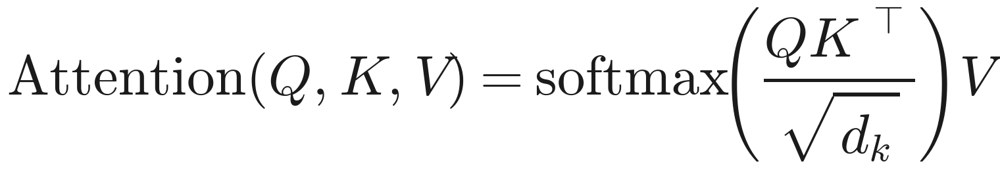 Attention(Q, K, V) = softmax(QK^⊤ / √d_k) V